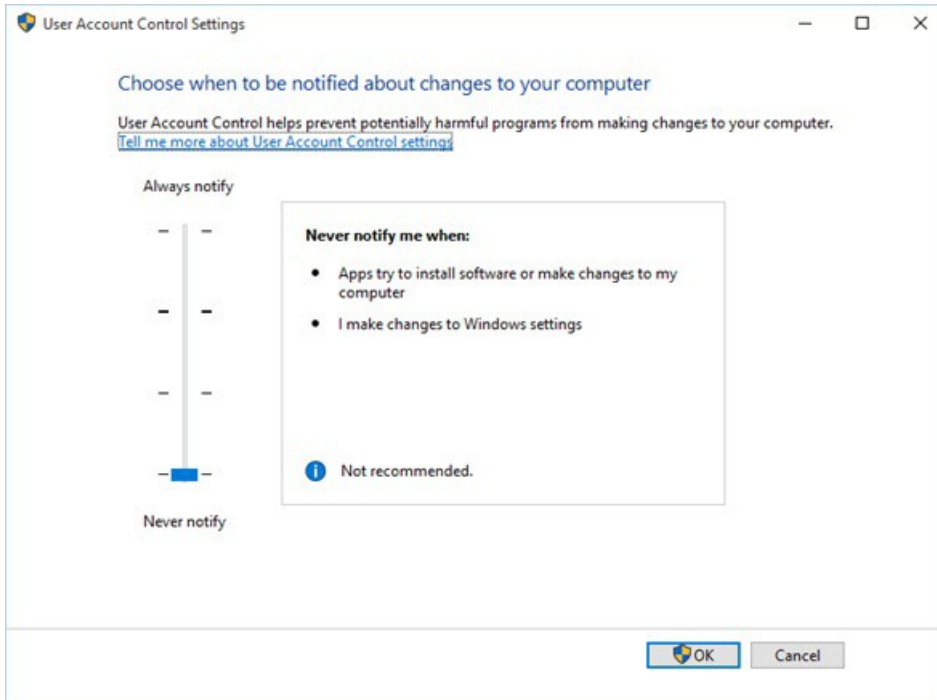 User Account Control Settings
Choose when to be notified about changes to your computer
User Account Control helps prevent potentially harmful programs from making changes to your computer.
Tell me more about User Account Control settings
Always notify
Never notify me when:
Apps try to install software or make changes to my
computer
I make changes to Windows settings
Not recommended.
Never notify
OK
Cancel